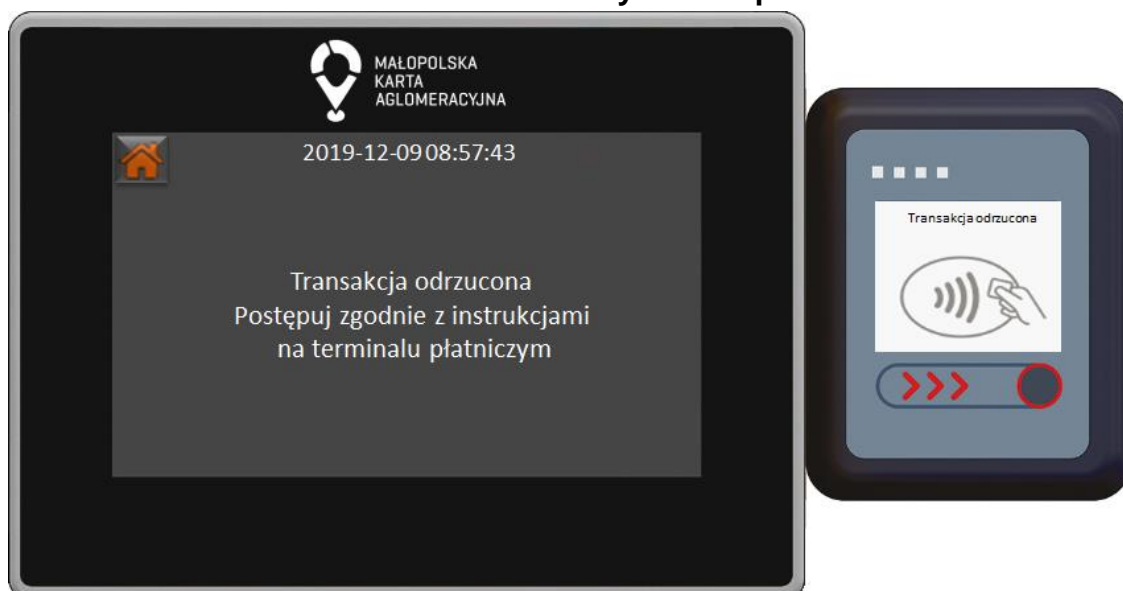 MAŁOPOLSKA
KARTA
AGLOMERACYJNA
2019-12-09 08:57:43
Transakcja odrzucona
Postępuj zgodnie z instrukcjami
na terminalu płatniczym
Transakcja odrzucona